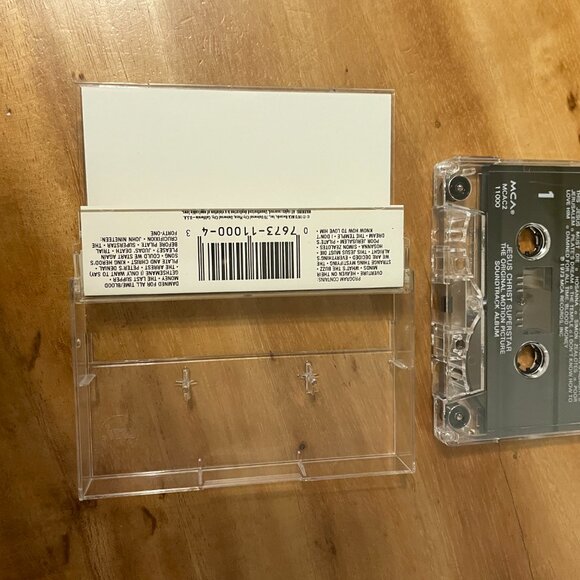 PROGRAM CONTAINS:
OVERTURE • HEAVEN ON THEIR
MINDS • WHAT'S THE BUZZ •
STRANGE THING MYSTIFYING • THEN
WE ARE DECIDED • EVERYTHING'S
ALRIGHT • THIS JESUS MUST DIE •
HOSANNA • SIMON ZEALOTES •
POOR JERUSALEM • PILATE'S
DREAM • THE TEMPLE • I DON'T
KNOW HOW TO LOVE HIM
0 7673-11000-4 3
DAMNED FOR ALL TIME/BLOOD
MONEY • THE LAST SUPPER
GETHSEMANE (I ONLY WANT TO SAY)
THE ARREST • PETER'S DENIAL •
PILATE AND CHRIST • KING HEROD'S
SONG • COULD WE START AGAIN
PLEASE? • JUDAS' DEATH • TRIAL
BEFORE PILATE • SUPERSTAR • THE
CRUCIFIXION • JOHN NINETEEN:
FORTY-ONE
MCA
MCAC2
11000
1
JESUS CHRIST SUPERSTAR
THE ORIGINAL MOTION PICTURE
SOUNDTRACK ALBUM